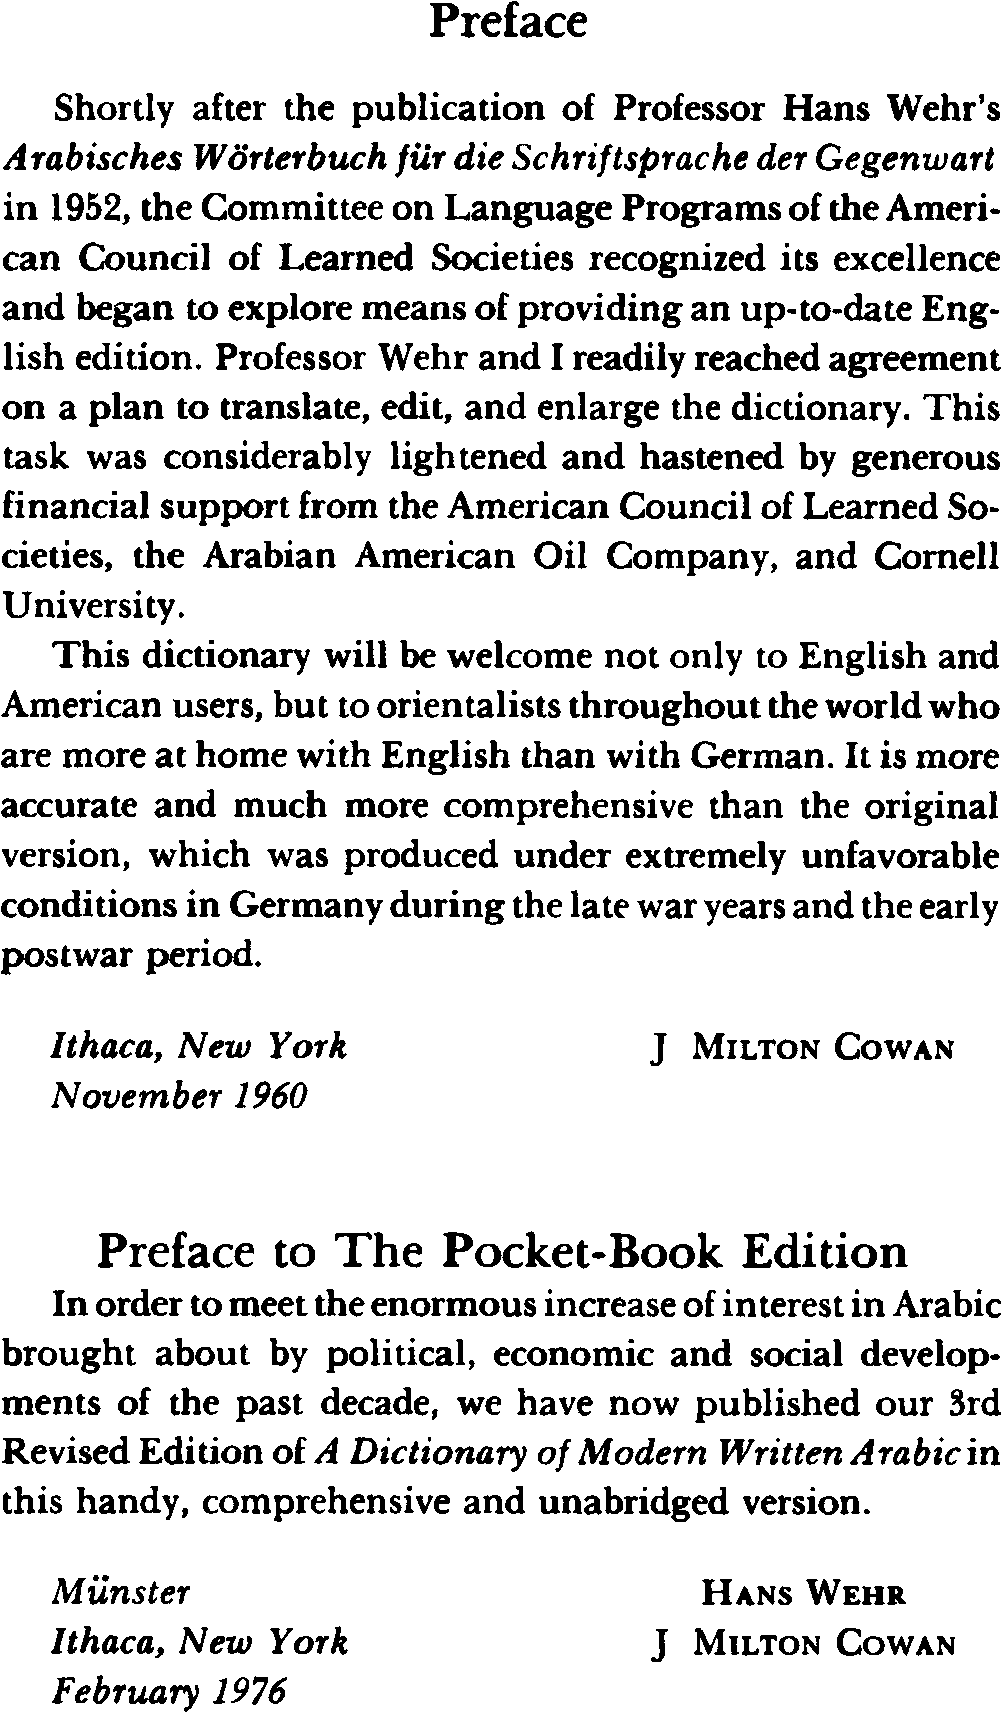 Preface
Shortly after the publication of Professor Hans Wehr's
Arabisches Wörterbuch für die Schriftsprache der Gegenwart
in 1952, the Committee on Language Programs of the Ameri-
can Council of Learned Societies recognized its excellence
and began to explore means of providing an up-to-date Eng-
lish edition. Professor Wehr and I readily reached agreement
on a plan to translate, edit, and enlarge the dictionary. This
task was considerably lightened and hastened by generous
financial support from the American Council of Learned So-
cieties, the Arabian American Oil Company, and Cornell
University.
This dictionary will be welcome not only to English and
American users, but to orientalists throughout the world who
are more at home with English than with German. It is more
accurate and much more comprehensive than the original
version, which was produced under extremely unfavorable
conditions in Germany during the late war years and the early
postwar period.
Ithaca, New York J MILTON COWAN
November 1960
Preface to The Pocket-Book Edition
In order to meet the enormous increase of interest in Arabic
brought about by political, economic and social develop-
ments of the past decade, we have now published our 3rd
Revised Edition of A Dictionary of Modern Written Arabic in
this handy, comprehensive and unabridged version.
Münster HANS WEHR
Ithaca, New York J MILTON COWAN
February 1976